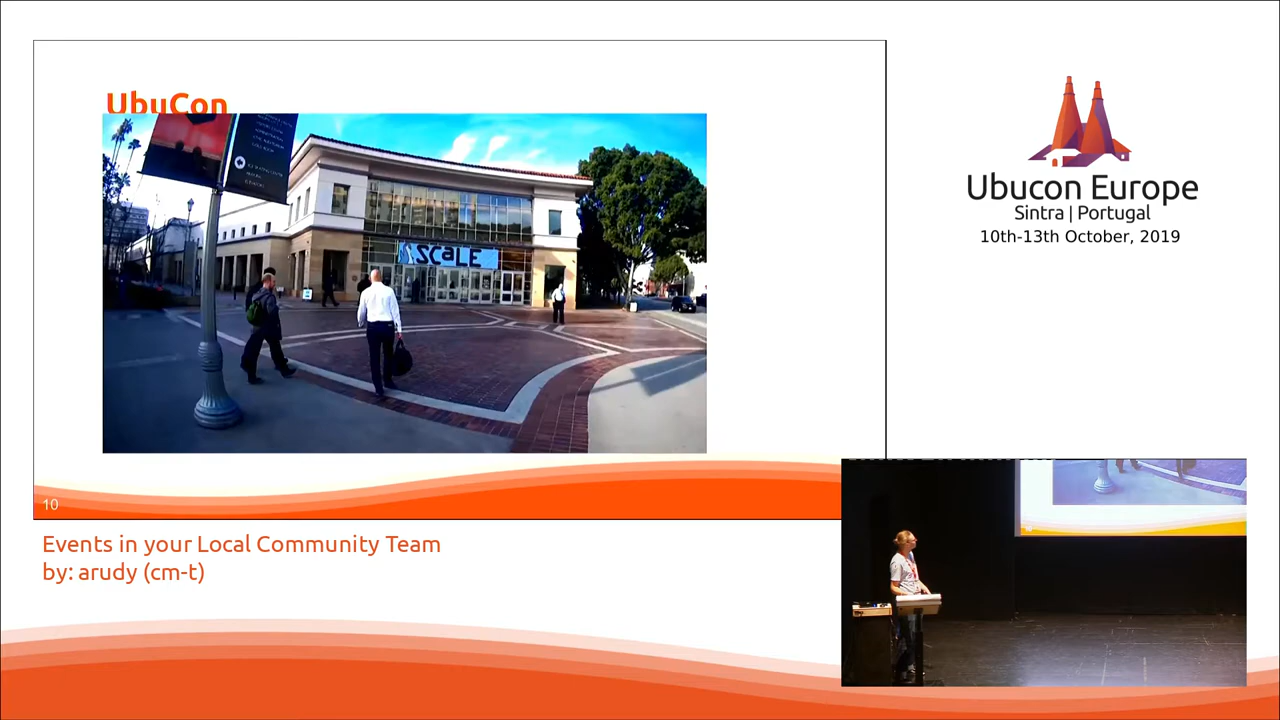 UbuCon
SCaLE
10
Events in your Local Community Team
by: arudy (cm-t)
Ubucon Europe
Sintra | Portugal
10th-13th October, 2019